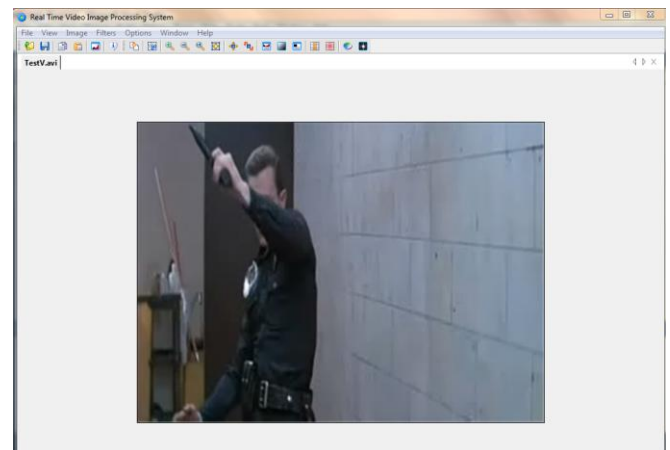 Real Time Video Image Processing System
File View Image Filters Options Window Help
TestV.avi